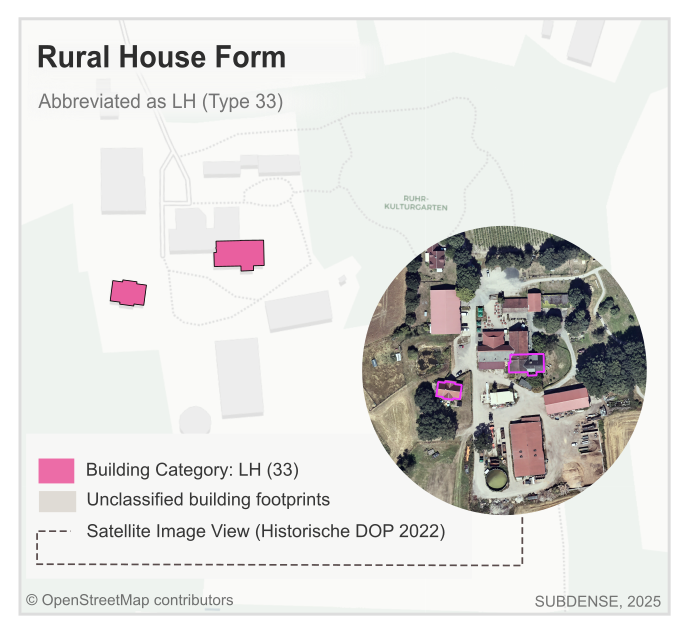 Rural House Form
Abbreviated as LH (Type 33)
RUHR-
KULTURGARTEN
Building Category: LH (33)
Unclassified building footprints
Satellite Image View (Historische DOP 2022)
© OpenStreetMap contributors
SUBDENSE, 2025